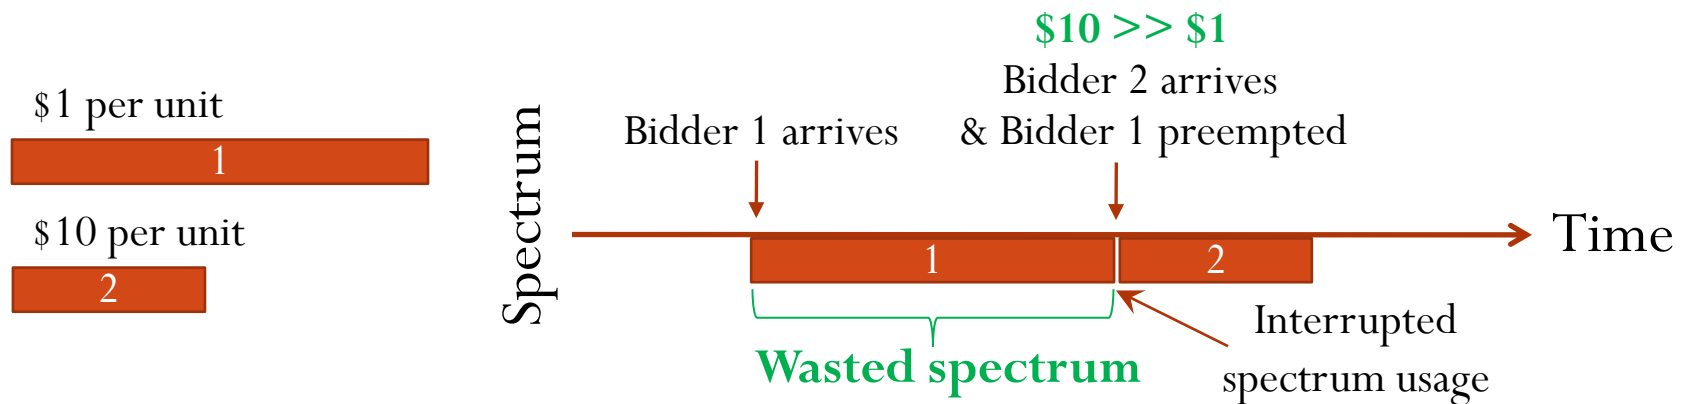 $1 per unit
1
$10 per unit
2
Spectrum
$10 >> $1
Bidder 2 arrives
& Bidder 1 preempted
Bidder 1 arrives
Time
1
2
Wasted spectrum
Interrupted
spectrum usage